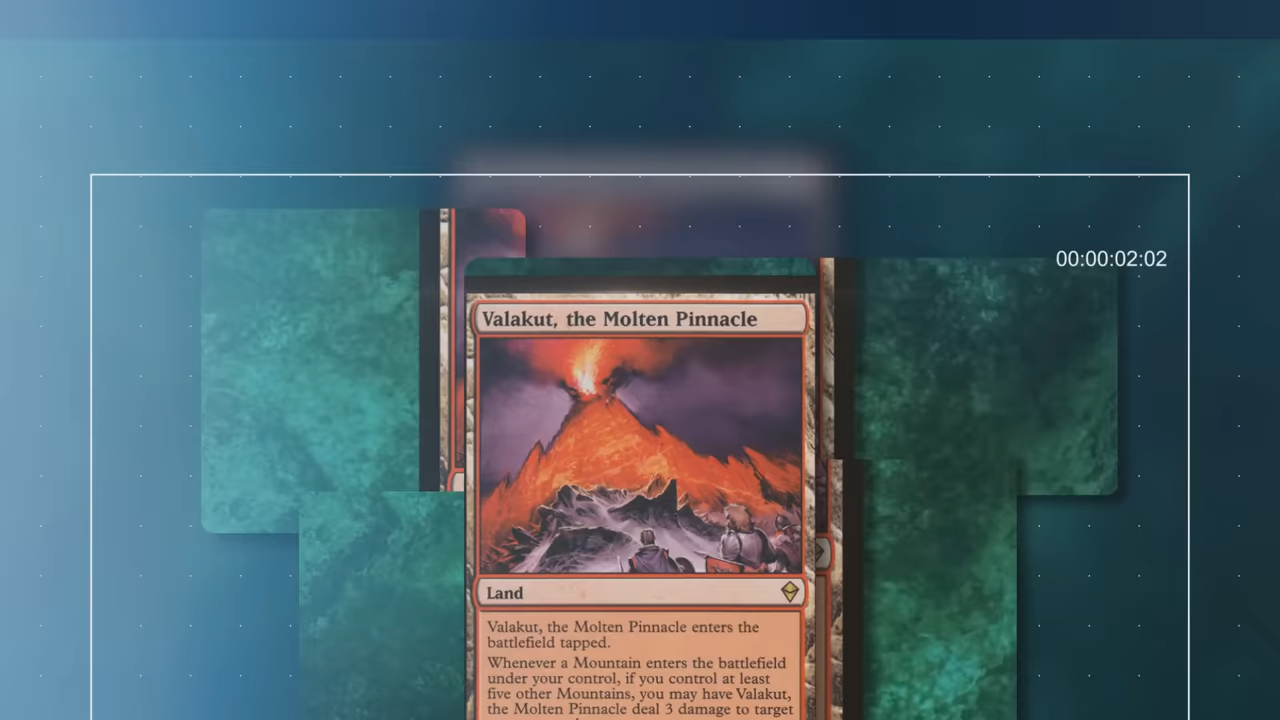 00:00:02:02
Valakut, the Molten Pinnacle
Land
Valakut, the Molten Pinnacle enters the
battlefield tapped.
Whenever a Mountain enters the battlefield
under your control, if you control at least
five other Mountains, you may have Valakut,
the Molten Pinnacle deal 3 damage to target